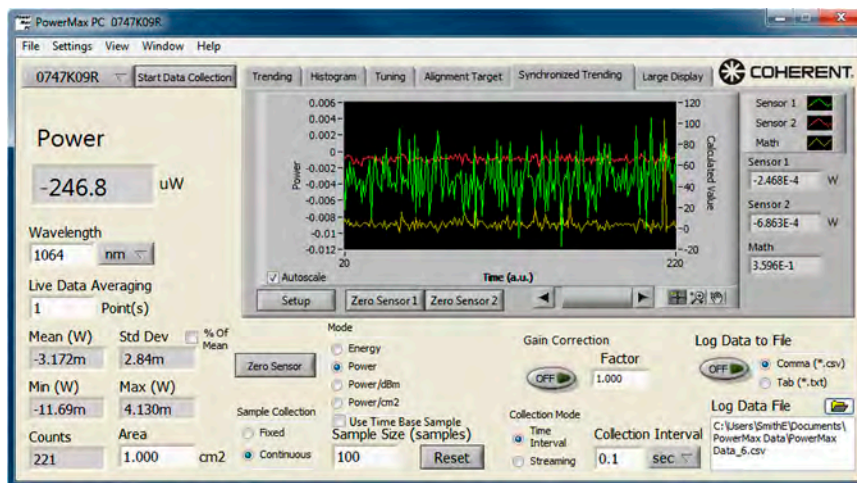 PowerMax PC 0747K09R
File Settings View Window Help
0747K09R Start Data Collection
Trending Histogram Tuning Alignment Target Synchronized Trending Large Display
COHERENT.
Power
-246.8 uW
Wavelength
1064 nm
Live Data Averaging
1 Point(s)
Mean (W) Std Dev % Of Mean
-3.172m 2.84m
Min (W) Max (W)
-11.69m 4.130m
Counts Area
221 1.000 cm2
Power
0.006
0.004
0.002
0
-0.002
-0.004
-0.006
-0.008
-0.01
-0.012
120
100
80
60
40
20
0
-20
Calculated Value
20 220
Autoscale Time (a.u.)
Setup Zero Sensor 1 Zero Sensor 2
Sensor 1
Sensor 2
Math
Sensor 1
-2.468E-4 W
Sensor 2
-6.863E-4 W
Math
3.596E-1
Zero Sensor
Mode
Energy
Power
Power/dBm
Power/cm2
Use Time Base Sample
Sample Collection
Fixed
Continuous
Sample Size (samples)
100 Reset
Gain Correction
OFF
Factor
1.000
Collection Mode
Time Interval
Streaming
Collection Interval
0.1 sec
Log Data to File
OFF
Comma (*.csv)
Tab (*.txt)
Log Data File
C:\Users\SmithE\Documents\
PowerMax Data\PowerMax
Data_6.csv